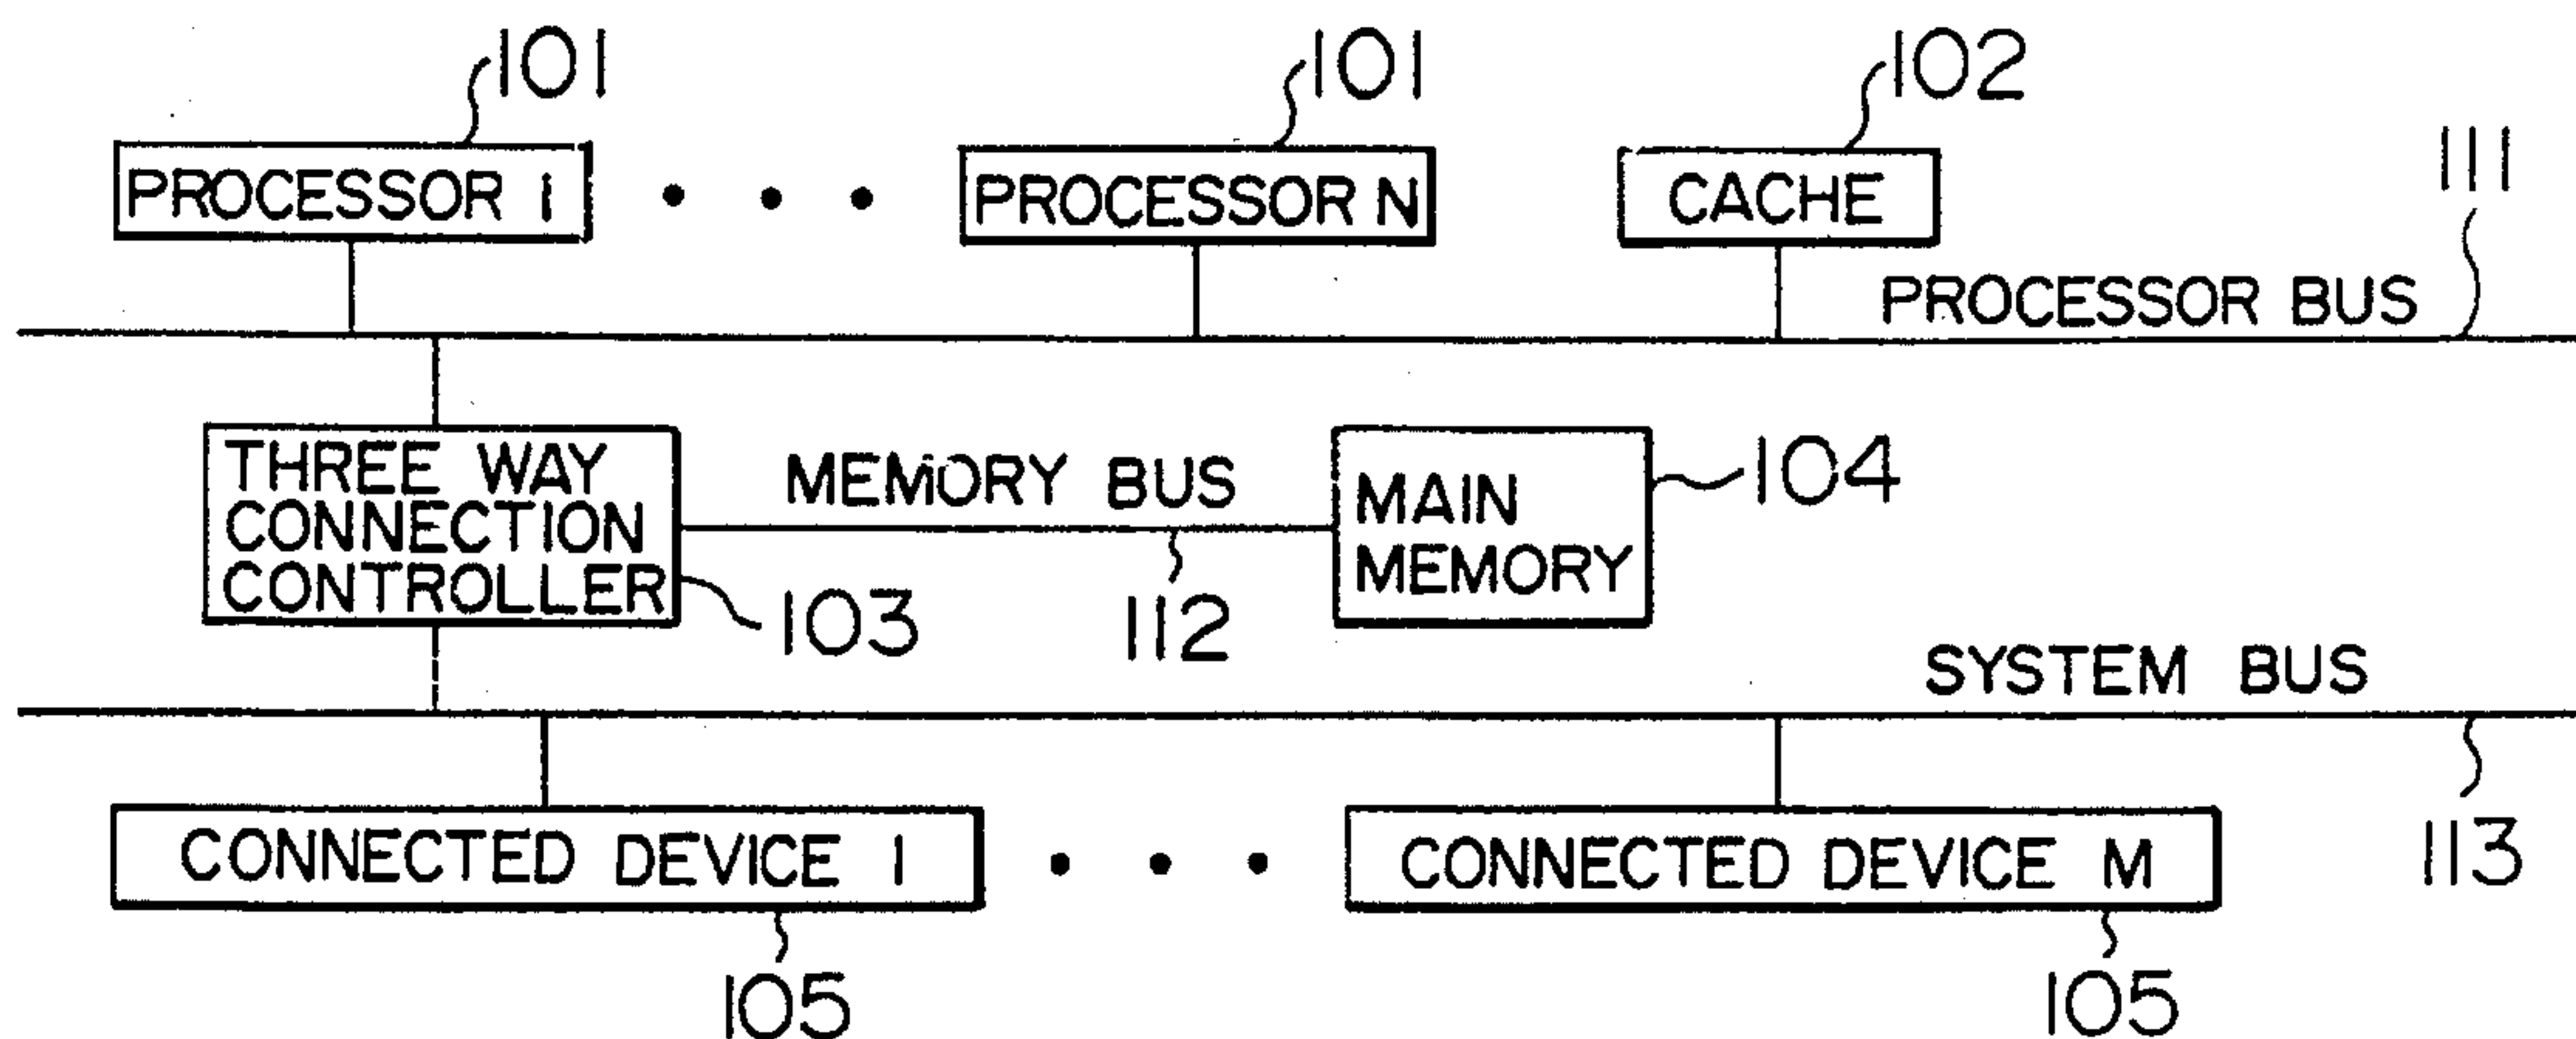 101
101
102
111
PROCESSOR 1
PROCESSOR N
CACHE
PROCESSOR BUS
THREE WAY
CONNECTION
CONTROLLER
103
MEMORY BUS
112
MAIN
MEMORY
104
SYSTEM BUS
113
CONNECTED DEVICE 1
CONNECTED DEVICE M
105
105